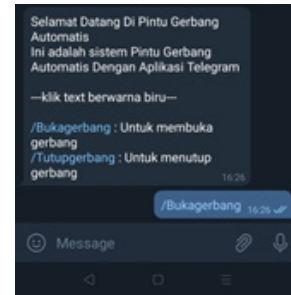 Selamat Datang Di Pintu Gerbang
Automatis
Ini adalah sistem Pintu Gerbang
Automatis Dengan Aplikasi Telegram
---klik text berwarna biru---
/Bukagerbang : Untuk membuka
gerbang
/Tutupgerbang : Untuk menutup
gerbang
16:26
/Bukagerbang 16:26
Message